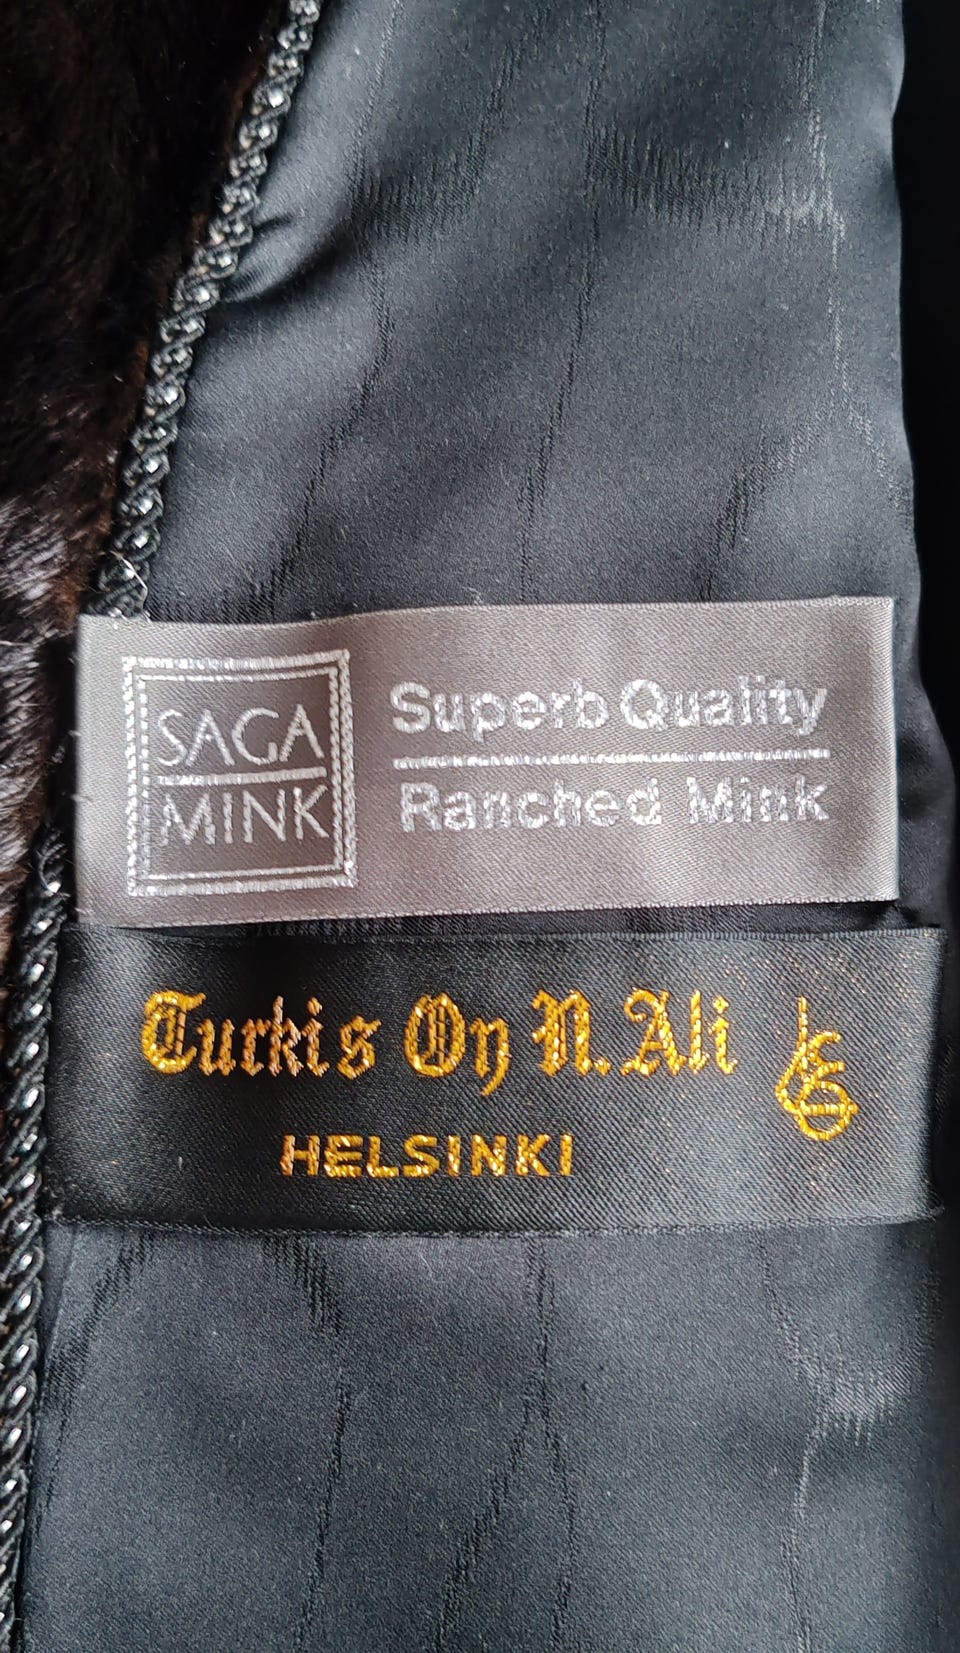 SAGA
MINK
Superb Quality
Ranched Mink
Turkis Oy N. Ali
HELSINKI